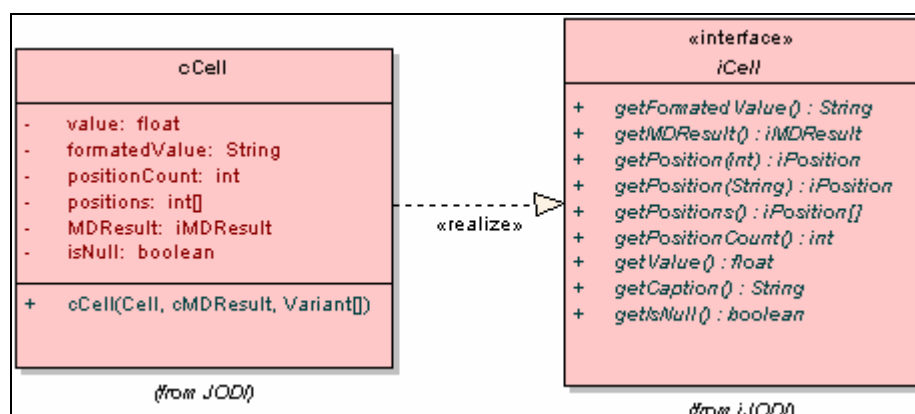 cCell
- value: float
- formatedValue: String
- positionCount: int
- positions: int[]
- MDResult: iMDResult
- isNull: boolean
+ cCell(Cell, cMDResult, Variant[])
(from JODI)
«realize»
«interface»
iCell
+ getFormatedValue() : String
+ getMDResult() : iMDResult
+ getPosition(int) : iPosition
+ getPosition(String) : iPosition
+ getPositions() : iPosition[]
+ getPositionCount() : int
+ getValue() : float
+ getCaption() : String
+ getIsNull() : boolean
(from iJODI)